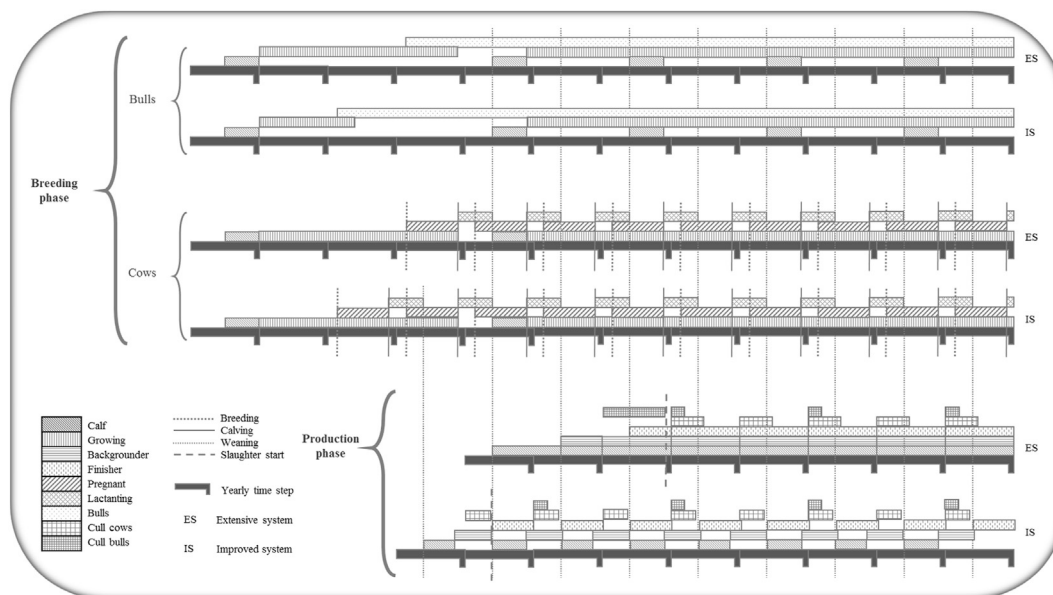 ES
Bulls
IS
Breeding
phase
ES
Cows
IS
Calf
Growing
Backgrounder
Finisher
Pregnant
Lactanting
Bulls
Cull cows
Cull bulls
Breeding
Calving
Weaning
Slaughter start
Yearly time step
ES Extensive system
IS Improved system
Production
phase
ES
IS